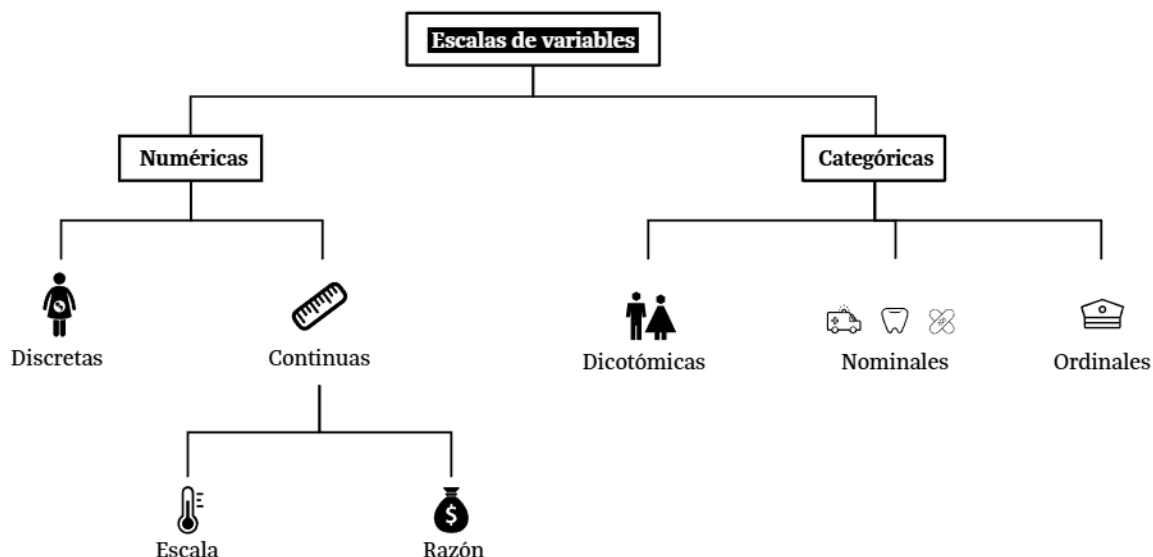 Escalas de variables
Numéricas
Categóricas
Discretas
Continuas
Dicotómicas
Nominales
Ordinales
$
Escala
Razón